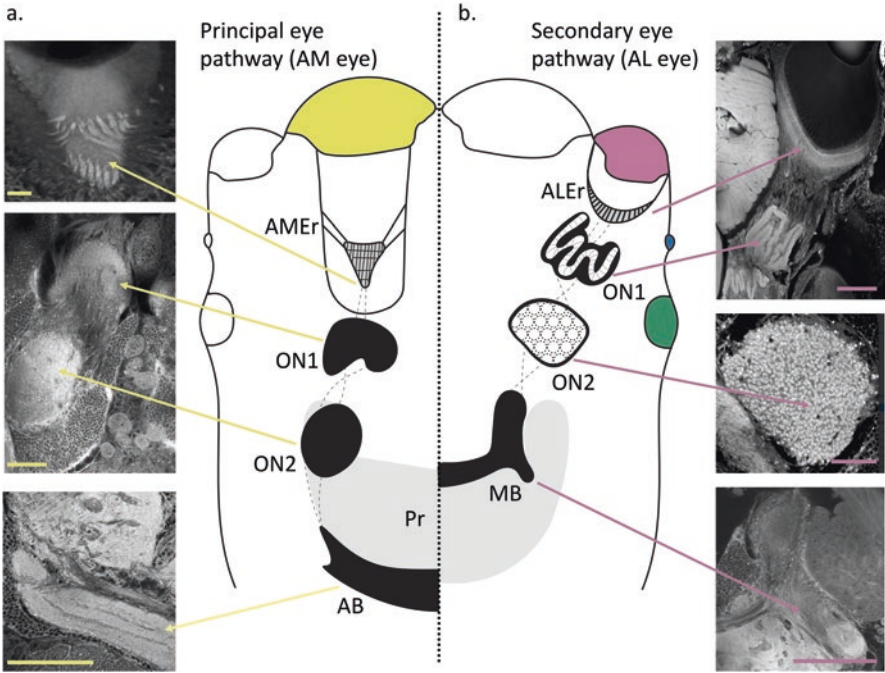 a.
Principal eye
pathway (AM eye)
AMEr
ON1
ON2
Pr
AB
b.
Secondary eye
pathway (AL eye)
ALEr
ON1
ON2
MB